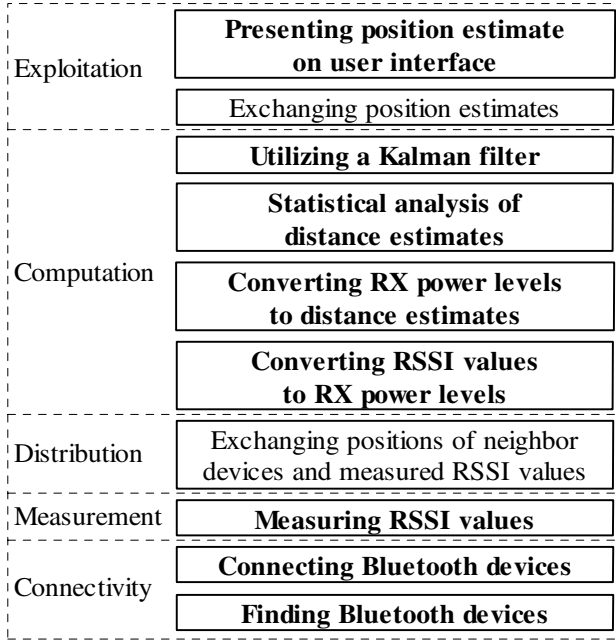 Exploitation
Presenting position estimate
on user interface
Exchanging position estimates
Computation
Utilizing a Kalman filter
Statistical analysis of
distance estimates
Converting RX power levels
to distance estimates
Converting RSSI values
to RX power levels
Distribution
Exchanging positions of neighbor
devices and measured RSSI values
Measurement
Measuring RSSI values
Connectivity
Connecting Bluetooth devices
Finding Bluetooth devices